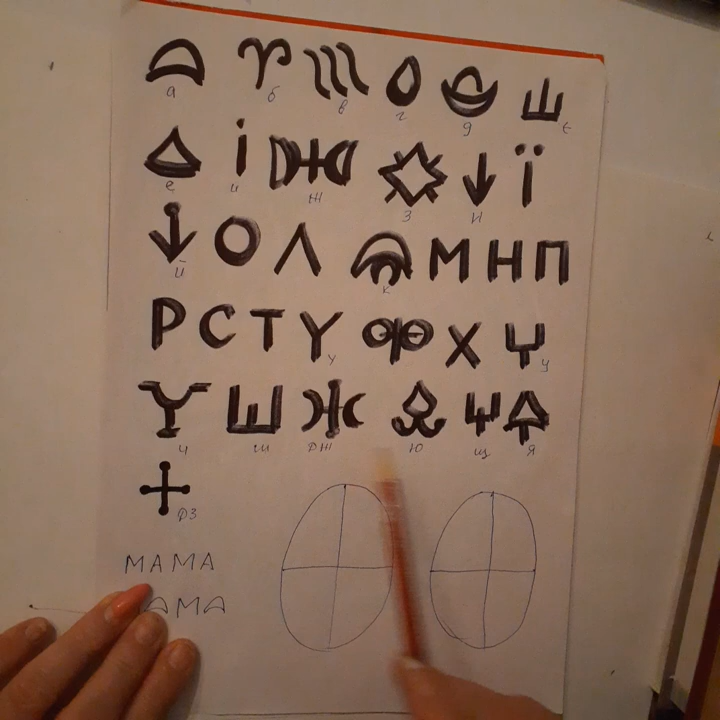 Ш
а б в г д є
і Ж ї
е и ж з и
О Л М Н П
й к
Р С Т У Ф Х Ц
у ц
Ч Ш
ч ш дж ю щ я
дз
МАМА
АМА